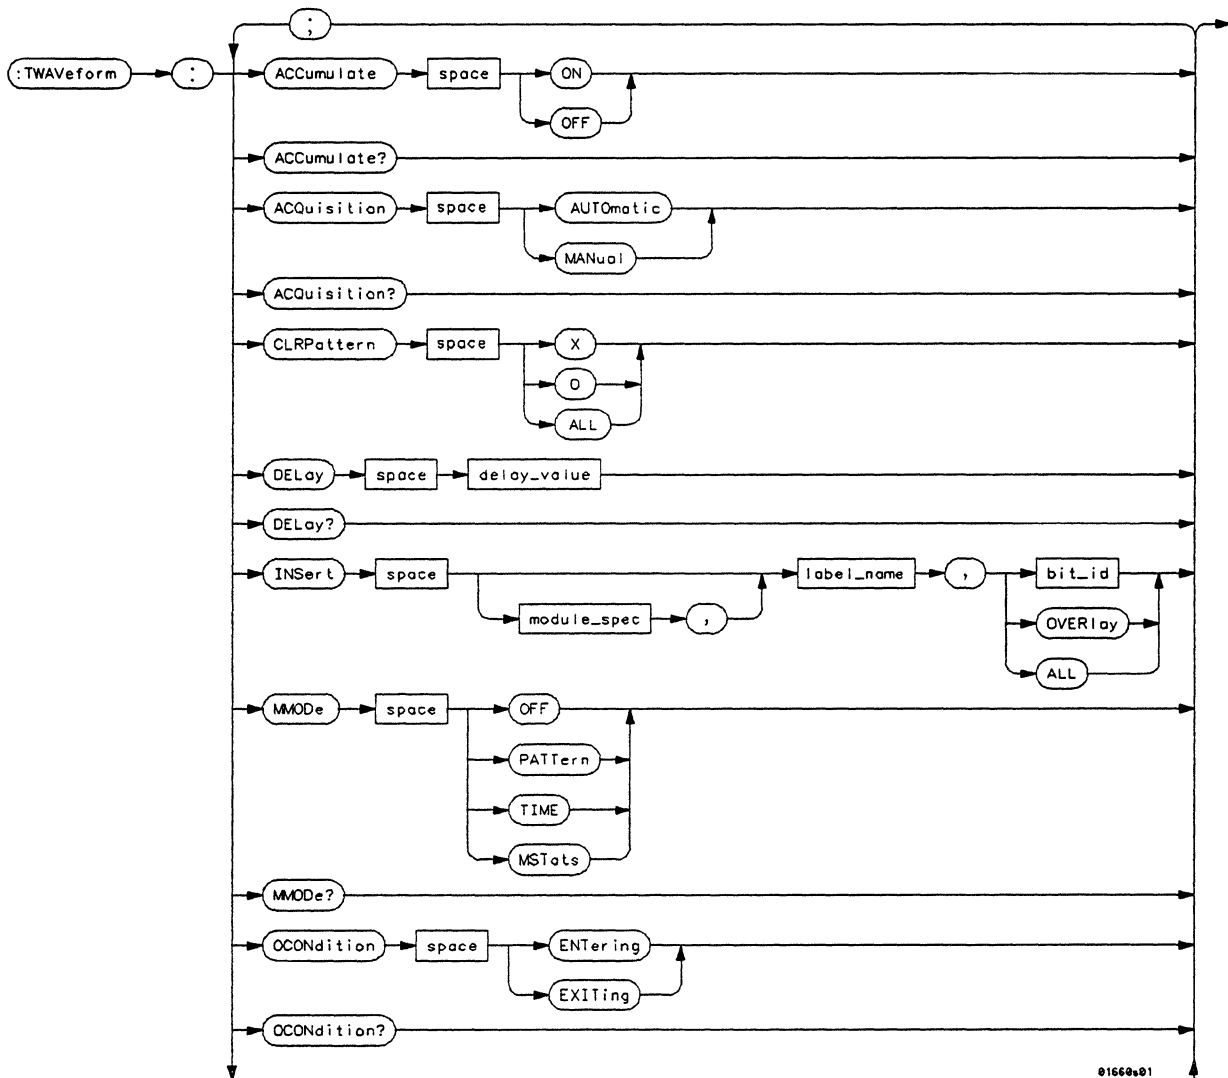 ;
:TWAVeform : ACCumulate space ON
OFF
ACCumulate?
ACQuisition space AUTOmatic
MANual
ACQuisition?
CLRPattern space X
O
ALL
DELay space delay_value
DELay?
INSert space label_name , bit_id
module_spec , OVERlay
ALL
MMODe space OFF
PATTern
TIME
MSTats
MMODe?
OCONdition space ENTering
EXITing
OCONdition?
01660s01